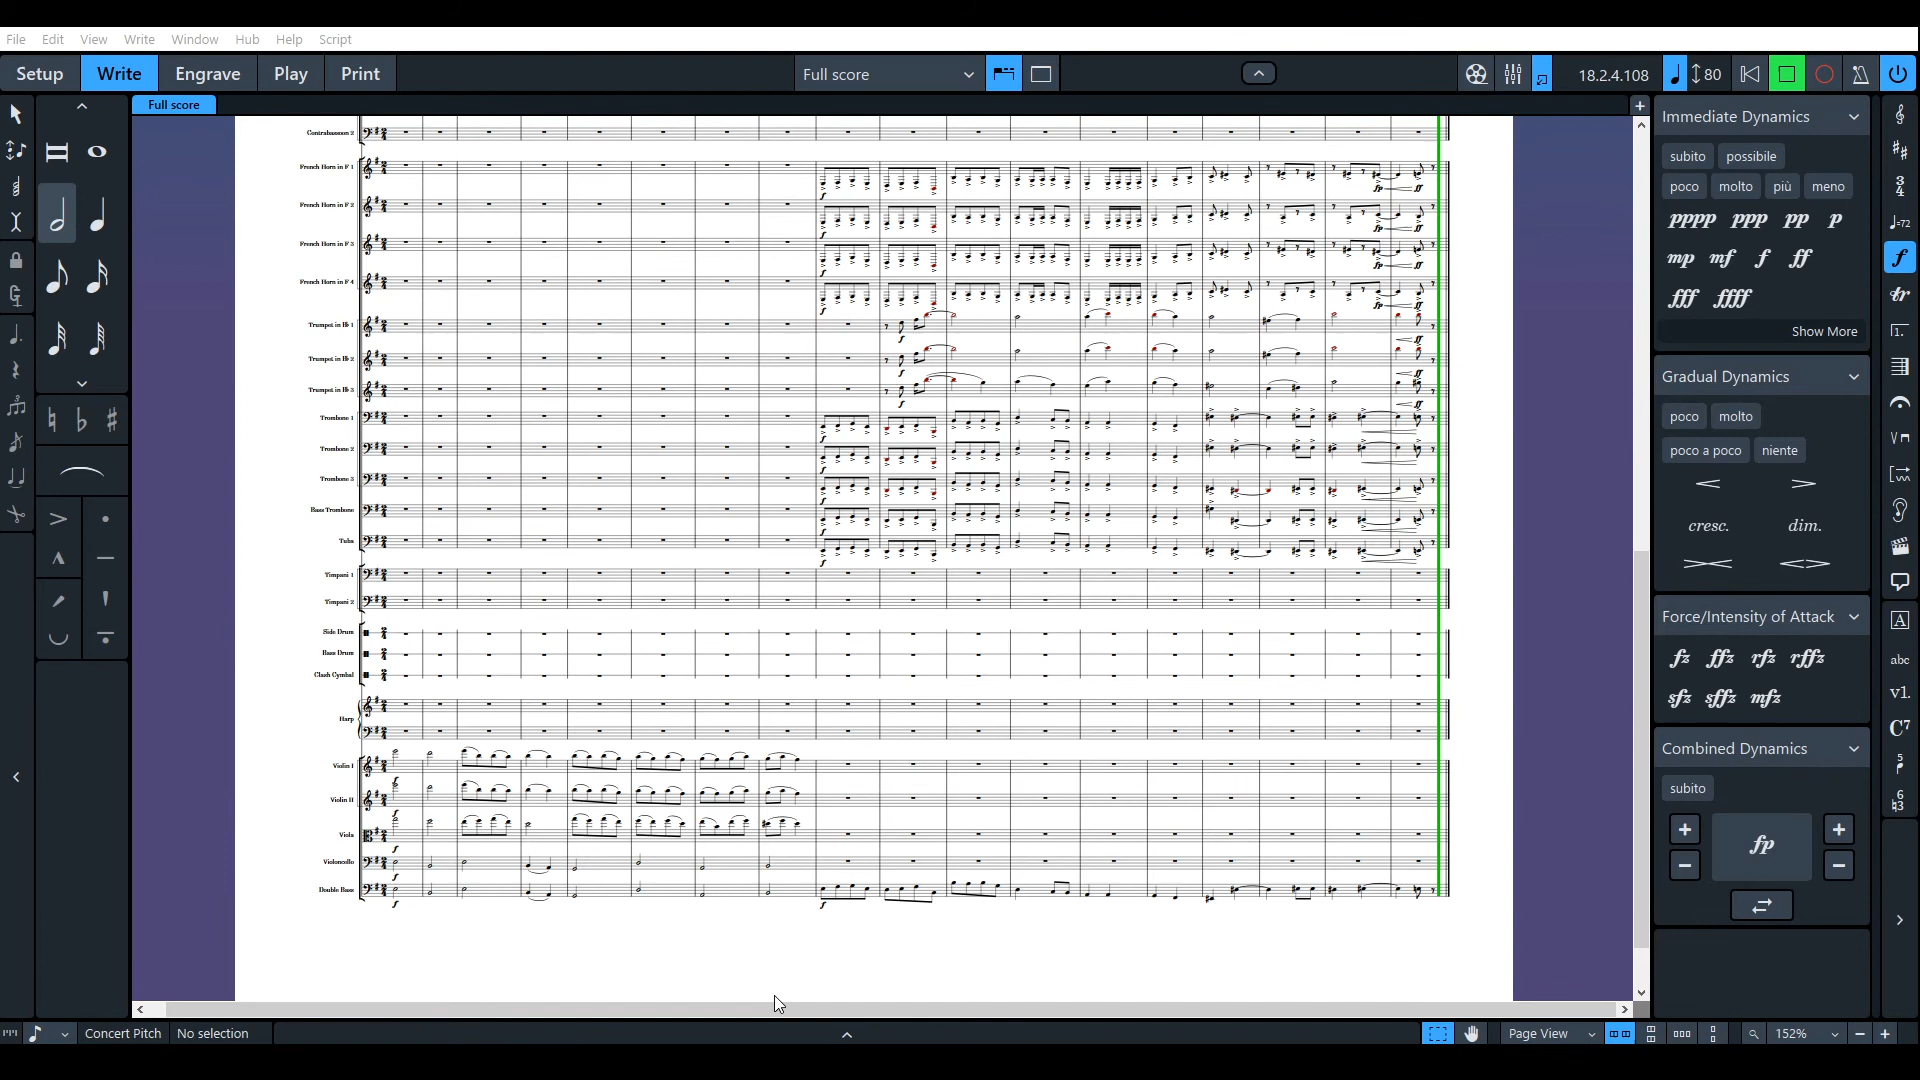 File Edit View Write Window Hub Help Script
Setup Write Engrave Play Print Full score 18.2.4.108 80
Full score
Contrabassoon 2
French Horn in F 1
French Horn in F 2
French Horn in F 3
French Horn in F 4
Trumpet in Bb 1
Trumpet in Bb 2
Trumpet in Bb 3
Trombone 1
Trombone 2
Trombone 3
Bass Trombone
Tuba
Timpani 1
Timpani 2
Side Drum
Bass Drum
Clash Cymbal
Harp
Violin I
Violin II
Viola
Violoncello
Double Bass
Immediate Dynamics
subito possibile
poco molto più meno
pppp ppp pp p
mp mf f ff
fff ffff
Show More
Gradual Dynamics
poco molto
poco a poco niente
cresc. dim.
Force/Intensity of Attack
fz ffz rfz rffz
sfz sffz mfz
Combined Dynamics
subito
fp
Concert Pitch No selection Page View 152%